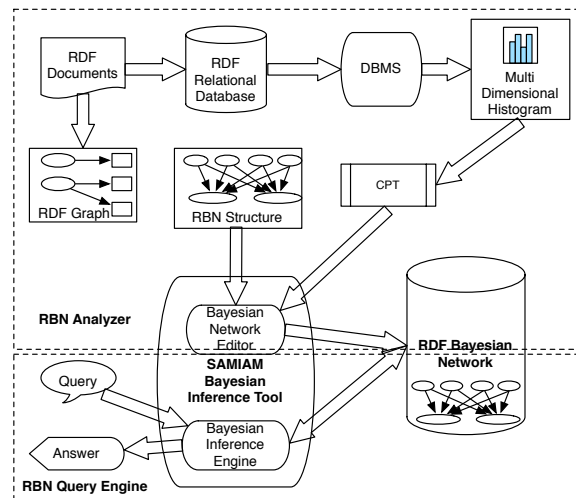 RDF
Documents
RDF
Relational
Database
DBMS
Multi
Dimensional
Histogram
RDF Graph
RBN Structure
CPT
RBN Analyzer
Bayesian
Network
Editor
RDF Bayesian
Network
SAMIAM
Bayesian
Inference Tool
Query
Bayesian
Inference
Engine
Answer
RBN Query Engine